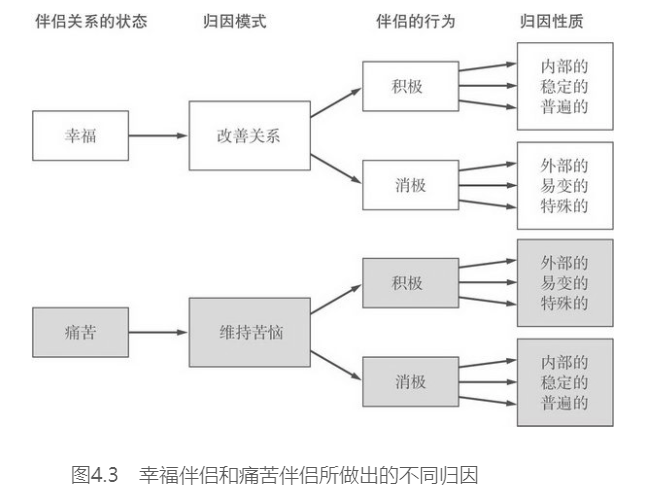 伴侣关系的状态 归因模式 伴侣的行为 归因性质
幸福
改善关系
积极
内部的
稳定的
普遍的
消极
外部的
易变的
特殊的
痛苦
维持苦恼
积极
外部的
易变的
特殊的
消极
内部的
稳定的
普遍的
图4.3 幸福伴侣和痛苦伴侣所做出的不同归因